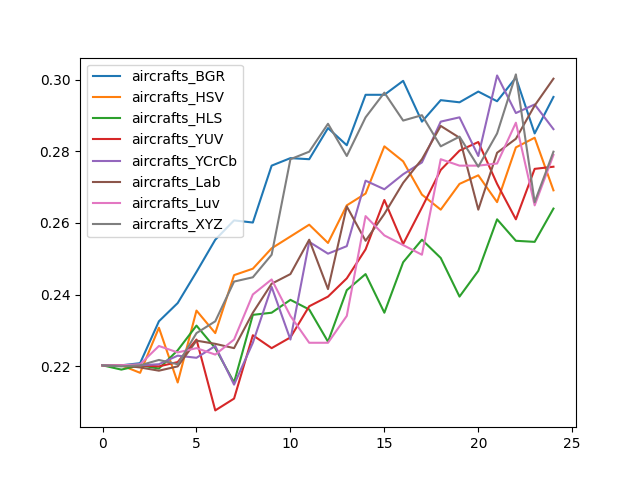 0.30
0.28
0.26
0.24
0.22
aircrafts_BGR
aircrafts_HSV
aircrafts_HLS
aircrafts_YUV
aircrafts_YCrCb
aircrafts_Lab
aircrafts_Luv
aircrafts_XYZ
0 5 10 15 20 25